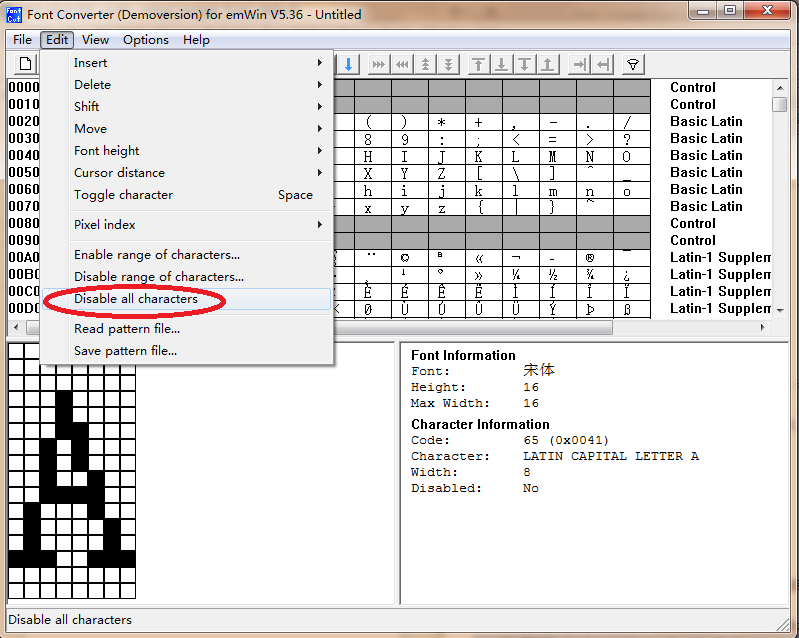 Font Cvt
Font Converter (Demoversion) for emWin V5.36 - Untitled
File Edit View Options Help
Insert
Delete
Shift
Move
Font height
Cursor distance
Toggle character Space
Pixel index
Enable range of characters...
Disable range of characters...
Disable all characters
Read pattern file...
Save pattern file...
0000 Control
0010 Control
0020 ( ) * + , - . / Basic Latin
0030 8 9 : ; < = > ? Basic Latin
0040 H I J K L M N O Basic Latin
0050 X Y Z [ \ ] ^ _ Basic Latin
0060 h i j k l m n o Basic Latin
0070 x y z { | } ~ Basic Latin
0080 Control
0090 Control
00A0 ¨ © ª « ¬ - ® ¯ Latin-1 Supplem
00B0 ¸ ¹ º » ¼ ½ ¾ ¿ Latin-1 Supplem
00C0 È É Ê Ë Ì Í Î Ï Latin-1 Supplem
00D0 Ø Ù Ú Û Ü Ý Þ ß Latin-1 Supplem
Font Information
Font: 宋体
Height: 16
Max Width: 16
Character Information
Code: 65 (0x0041)
Character: LATIN CAPITAL LETTER A
Width: 8
Disabled: No
Disable all characters